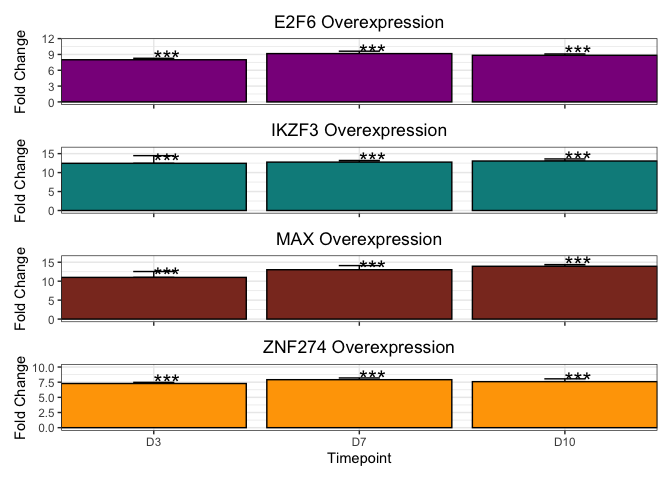 E2F6 Overexpression
12
9
6
3
0
Fold Change
*** *** ***
IKZF3 Overexpression
15
10
5
0
Fold Change
*** *** ***
MAX Overexpression
15
10
5
0
Fold Change
*** *** ***
ZNF274 Overexpression
10.0
7.5
5.0
2.5
0.0
Fold Change
*** *** ***
D3 D7 D10
Timepoint